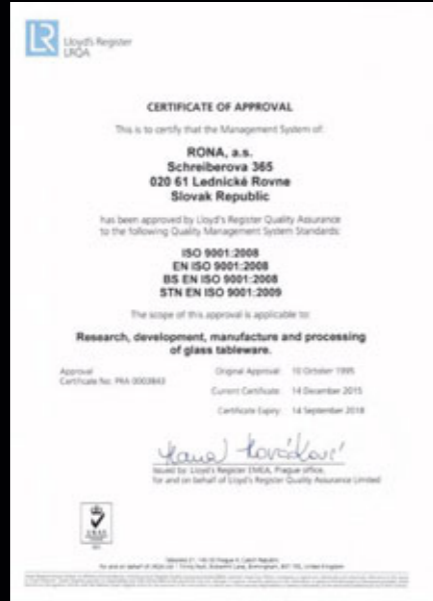 LR
Lloyd's Register
LRQA
CERTIFICATE OF APPROVAL
This is to certify that the Management System of:
RONA, a.s.
Schreiberova 365
020 61 Lednické Rovne
Slovak Republic
has been approved by Lloyd's Register Quality Assurance
to the following Quality Management System Standards:
ISO 9001:2008
EN ISO 9001:2008
BS EN ISO 9001:2008
STN EN ISO 9001:2009
The scope of this approval is applicable to:
Research, development, manufacture and processing
of glass tableware.
Approval
Certificate No: PRA 0003843
Original Approval: 10 October 1995
Current Certificate: 14 December 2015
Certificate Expiry: 14 September 2018
Issued by: Lloyd's Register EMEA, Prague office,
for and on behalf of Lloyd's Register Quality Assurance Limited
UKAS